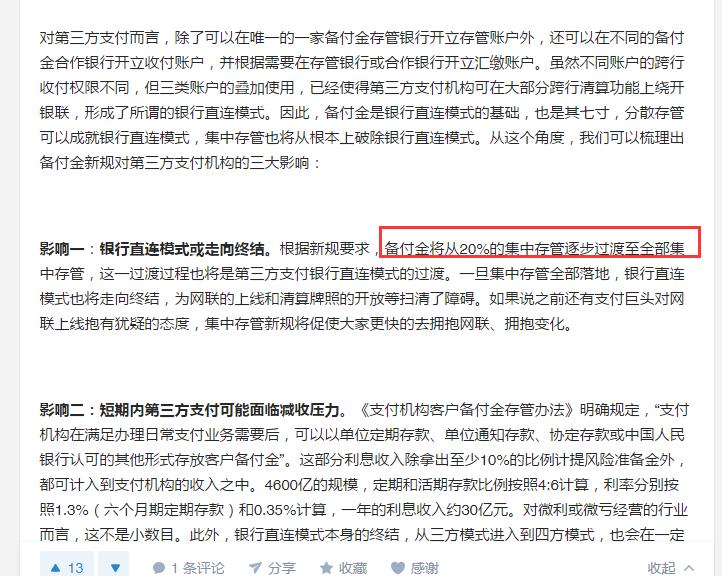 对第三方支付而言，除了可以在唯一的一家备付金存管银行开立存管账户外，还可以在不同的备付
金合作银行开立收付账户，并根据需要在存管银行或合作银行开立汇缴账户。虽然不同账户的跨行
收付权限不同，但三类账户的叠加使用，已经使得第三方支付机构可在大部分跨行清算功能上绕开
银联，形成了所谓的银行直连模式。因此，备付金是银行直连模式的基础，也是其七寸，分散存管
可以成就银行直连模式，集中存管也将从根本上破除银行直连模式。从这个角度，我们可以梳理出
备付金新规对第三方支付机构的三大影响：
影响一：银行直连模式或走向终结。根据新规要求，备付金将从20%的集中存管逐步过渡至全部集
中存管，这一过渡过程也将是第三方支付银行直连模式的过渡。一旦集中存管全部落地，银行直连
模式也将走向终结，为网联的上线和清算牌照的开放等扫清了障碍。如果说之前还有支付巨头对网
联上线抱有犹疑的态度，集中存管新规将促使大家更快的去拥抱网联、拥抱变化。
影响二：短期内第三方支付可能面临减收压力。《支付机构客户备付金存管办法》明确规定，“支付
机构在满足办理日常支付业务需要后，可以以单位定期存款、单位通知存款、协定存款或中国人民
银行认可的其他形式存放客户备付金”。这部分利息收入除拿出至少10%的比例计提风险准备金外，
都可计入到支付机构的收入之中。4600亿的规模，定期和活期存款比例按照4:6计算，利率分别按
照1.3%（六个月期定期存款）和0.35%计算，一年的利息收入约30亿元。对微利或微亏经营的行业
而言，这不是小数目。此外，银行直连模式本身的终结，从三方模式进入到四方模式，也会在一定
13 1 条评论 分享 收藏 感谢 收起